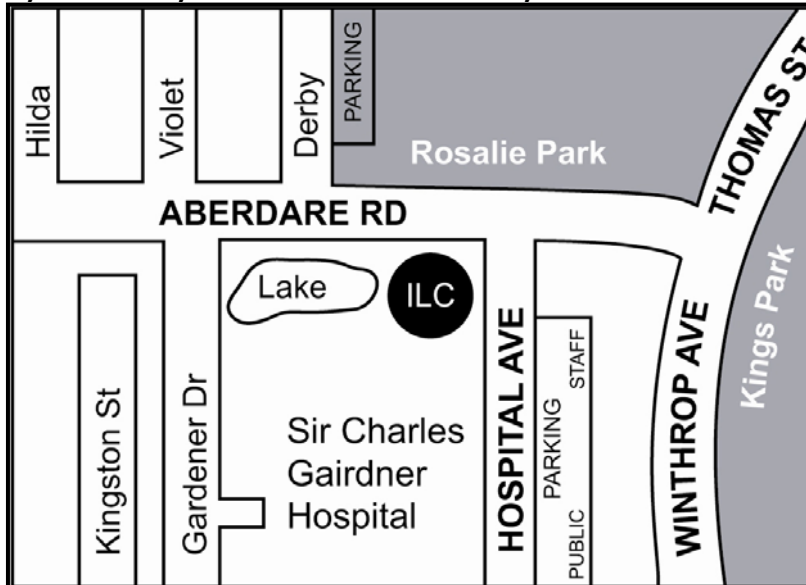 Hilda
Violet
Derby
PARKING
Rosalie Park
THOMAS ST
ABERDARE RD
Lake
ILC
Kings Park
Kingston St
Gardener Dr
Sir Charles
Gairdner
Hospital
HOSPITAL AVE
PARKING
STAFF
PUBLIC
WINTHROP AVE